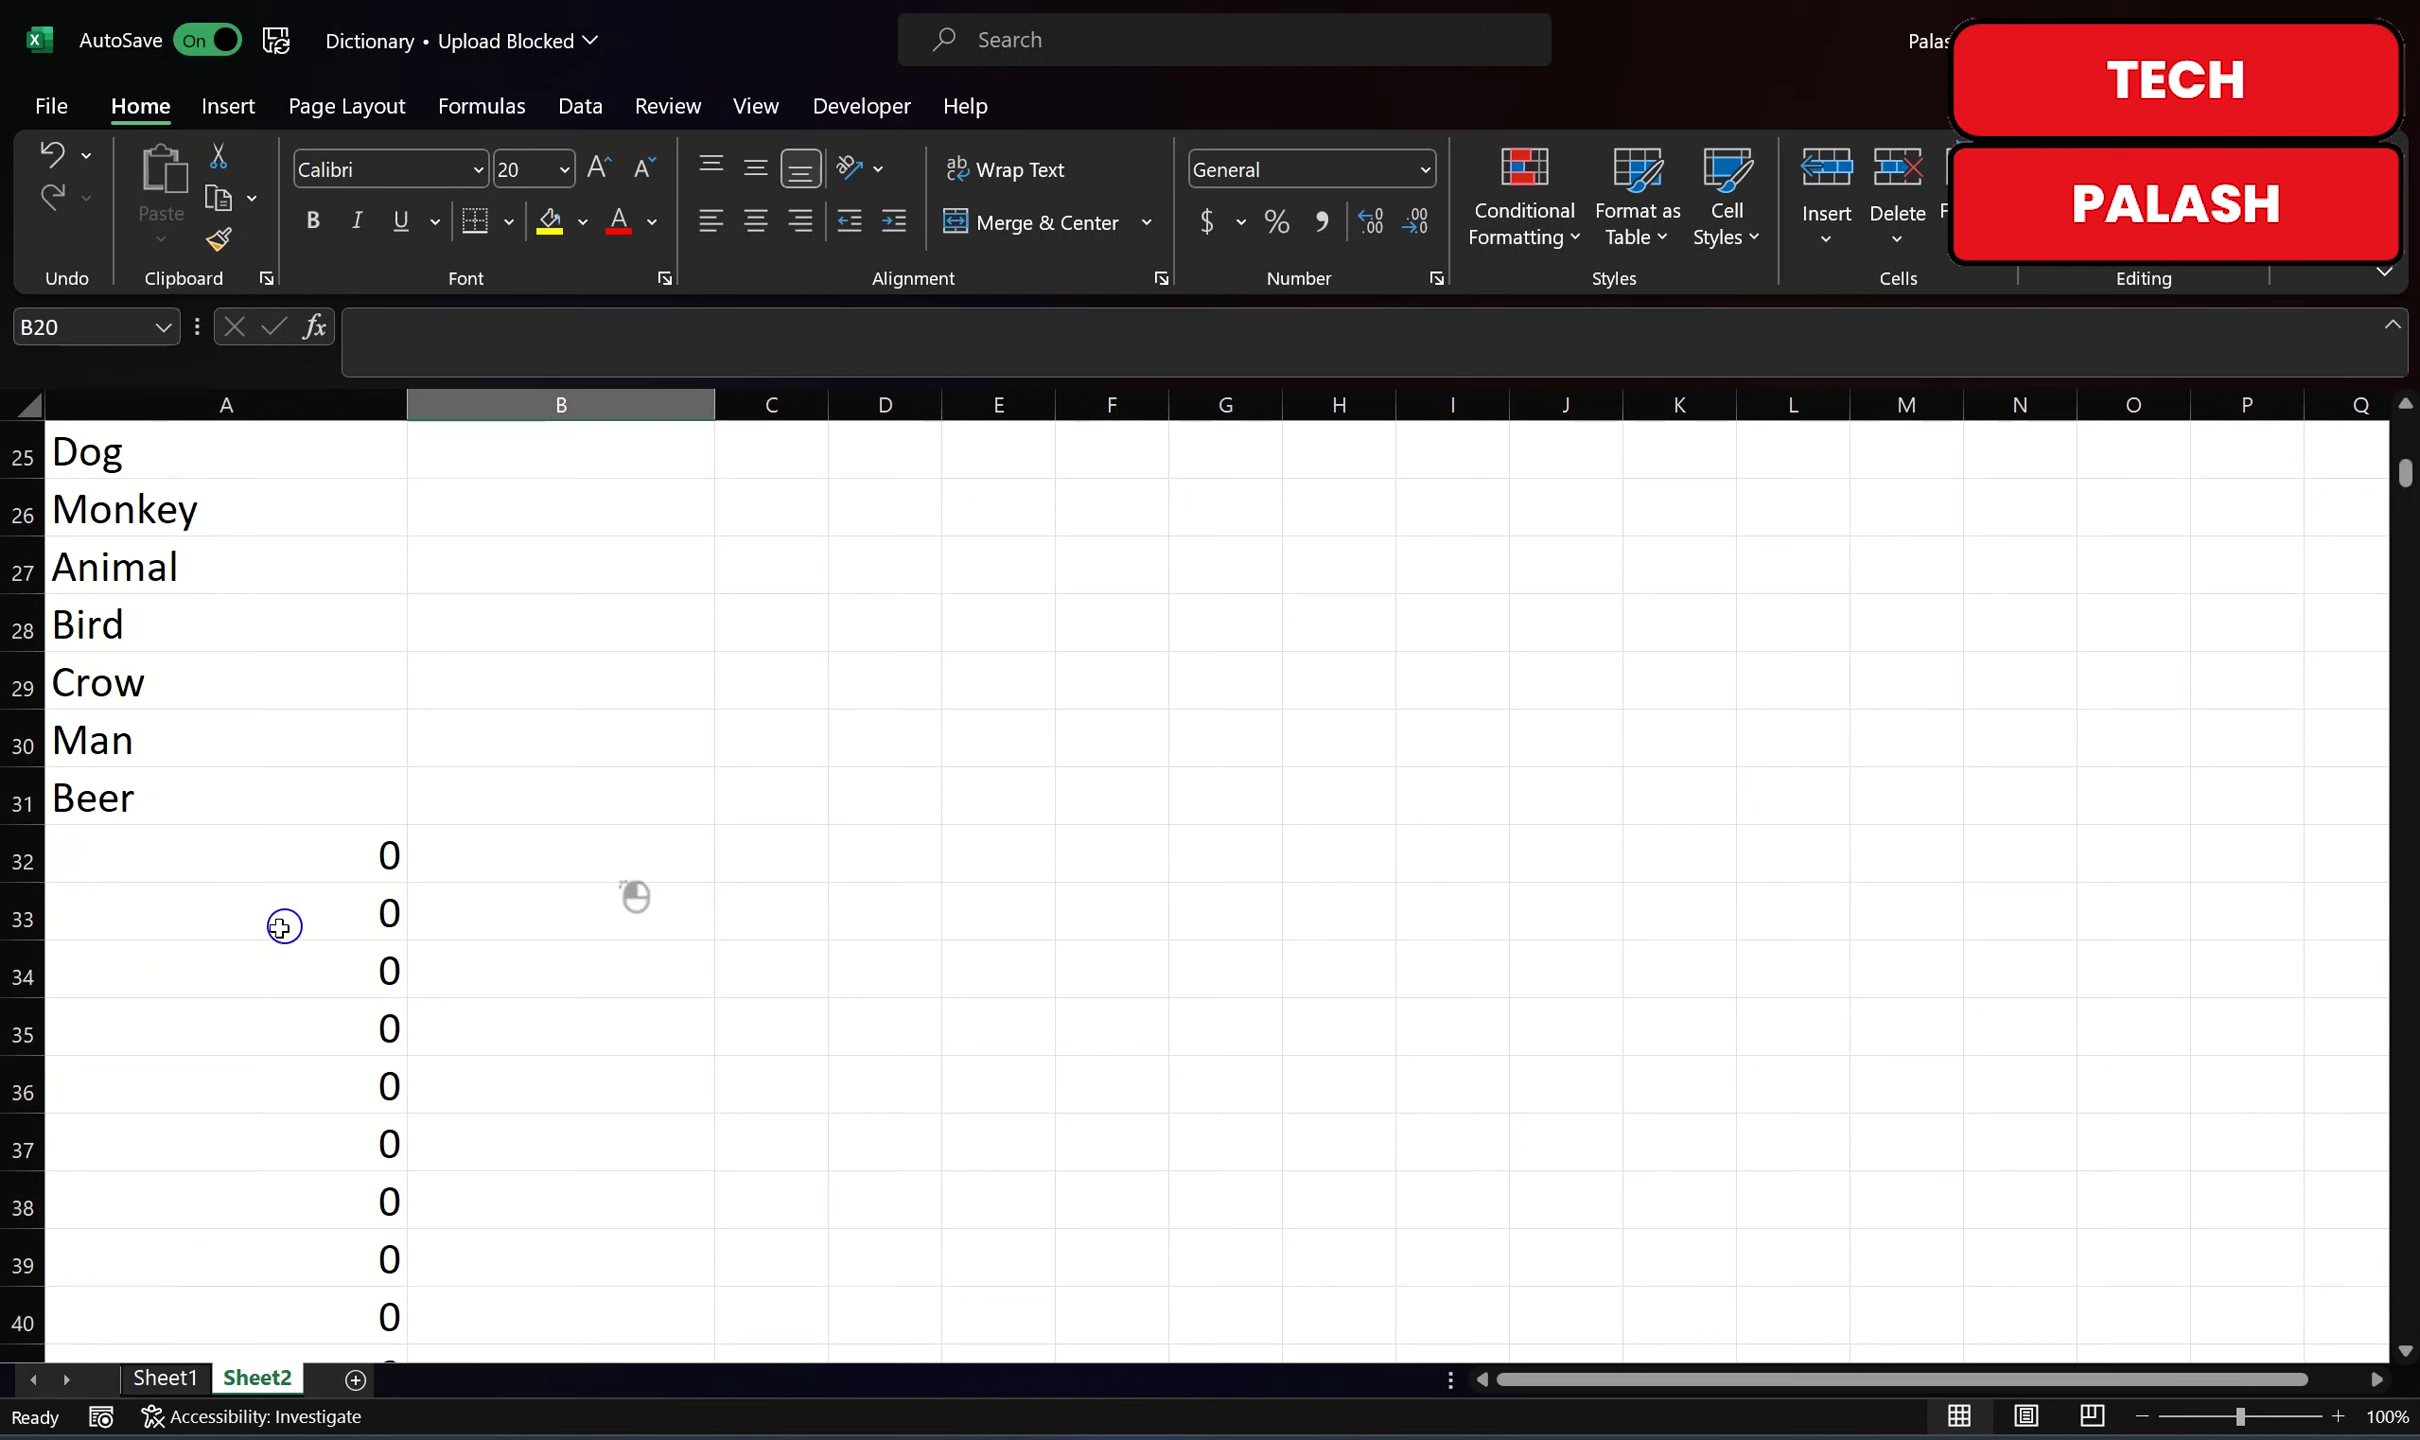 AutoSave On Dictionary • Upload Blocked Search Palas
TECH
PALASH
File Home Insert Page Layout Formulas Data Review View Developer Help
Paste
Calibri 20
B I U
ab Wrap Text
Merge & Center
General
$ %
Conditional Formatting
Format as Table
Cell Styles
Insert
Delete
F
Undo Clipboard Font Alignment Number Styles Cells Editing
B20 fx
A B C D E F G H I J K L M N O P Q
25 Dog
26 Monkey
27 Animal
28 Bird
29 Crow
30 Man
31 Beer
32 0
33 0
34 0
35 0
36 0
37 0
38 0
39 0
40 0
Sheet1 Sheet2
Ready Accessibility: Investigate 100%